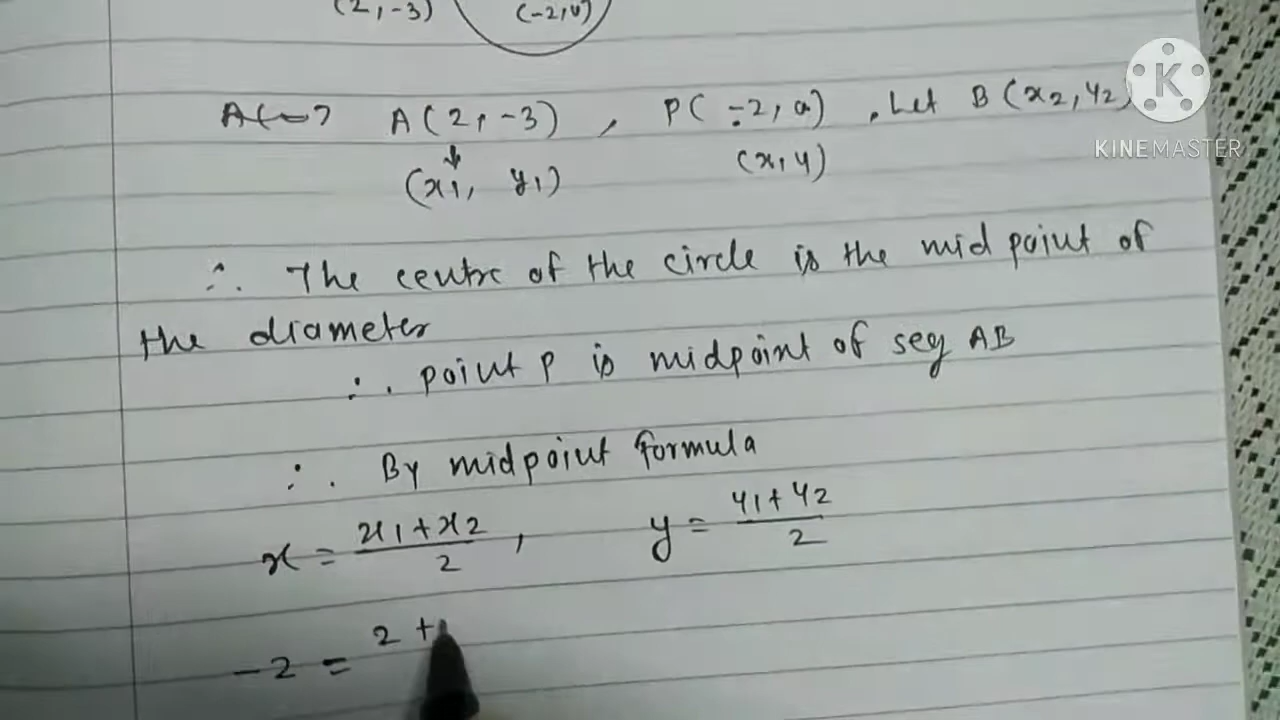 (2,-3) (-2,0)
A(2,-3) , P(-2, 0) , Let B(x2, y2)
(x1, y1) (x, y)
∴ The centre of the circle is the mid point of
the diameter
∴ point P is midpoint of seg AB
∴ By midpoint formula
x = x1 + x2 / 2 , y = y1 + y2 / 2
-2 = 2 +
K
KINEMASTER